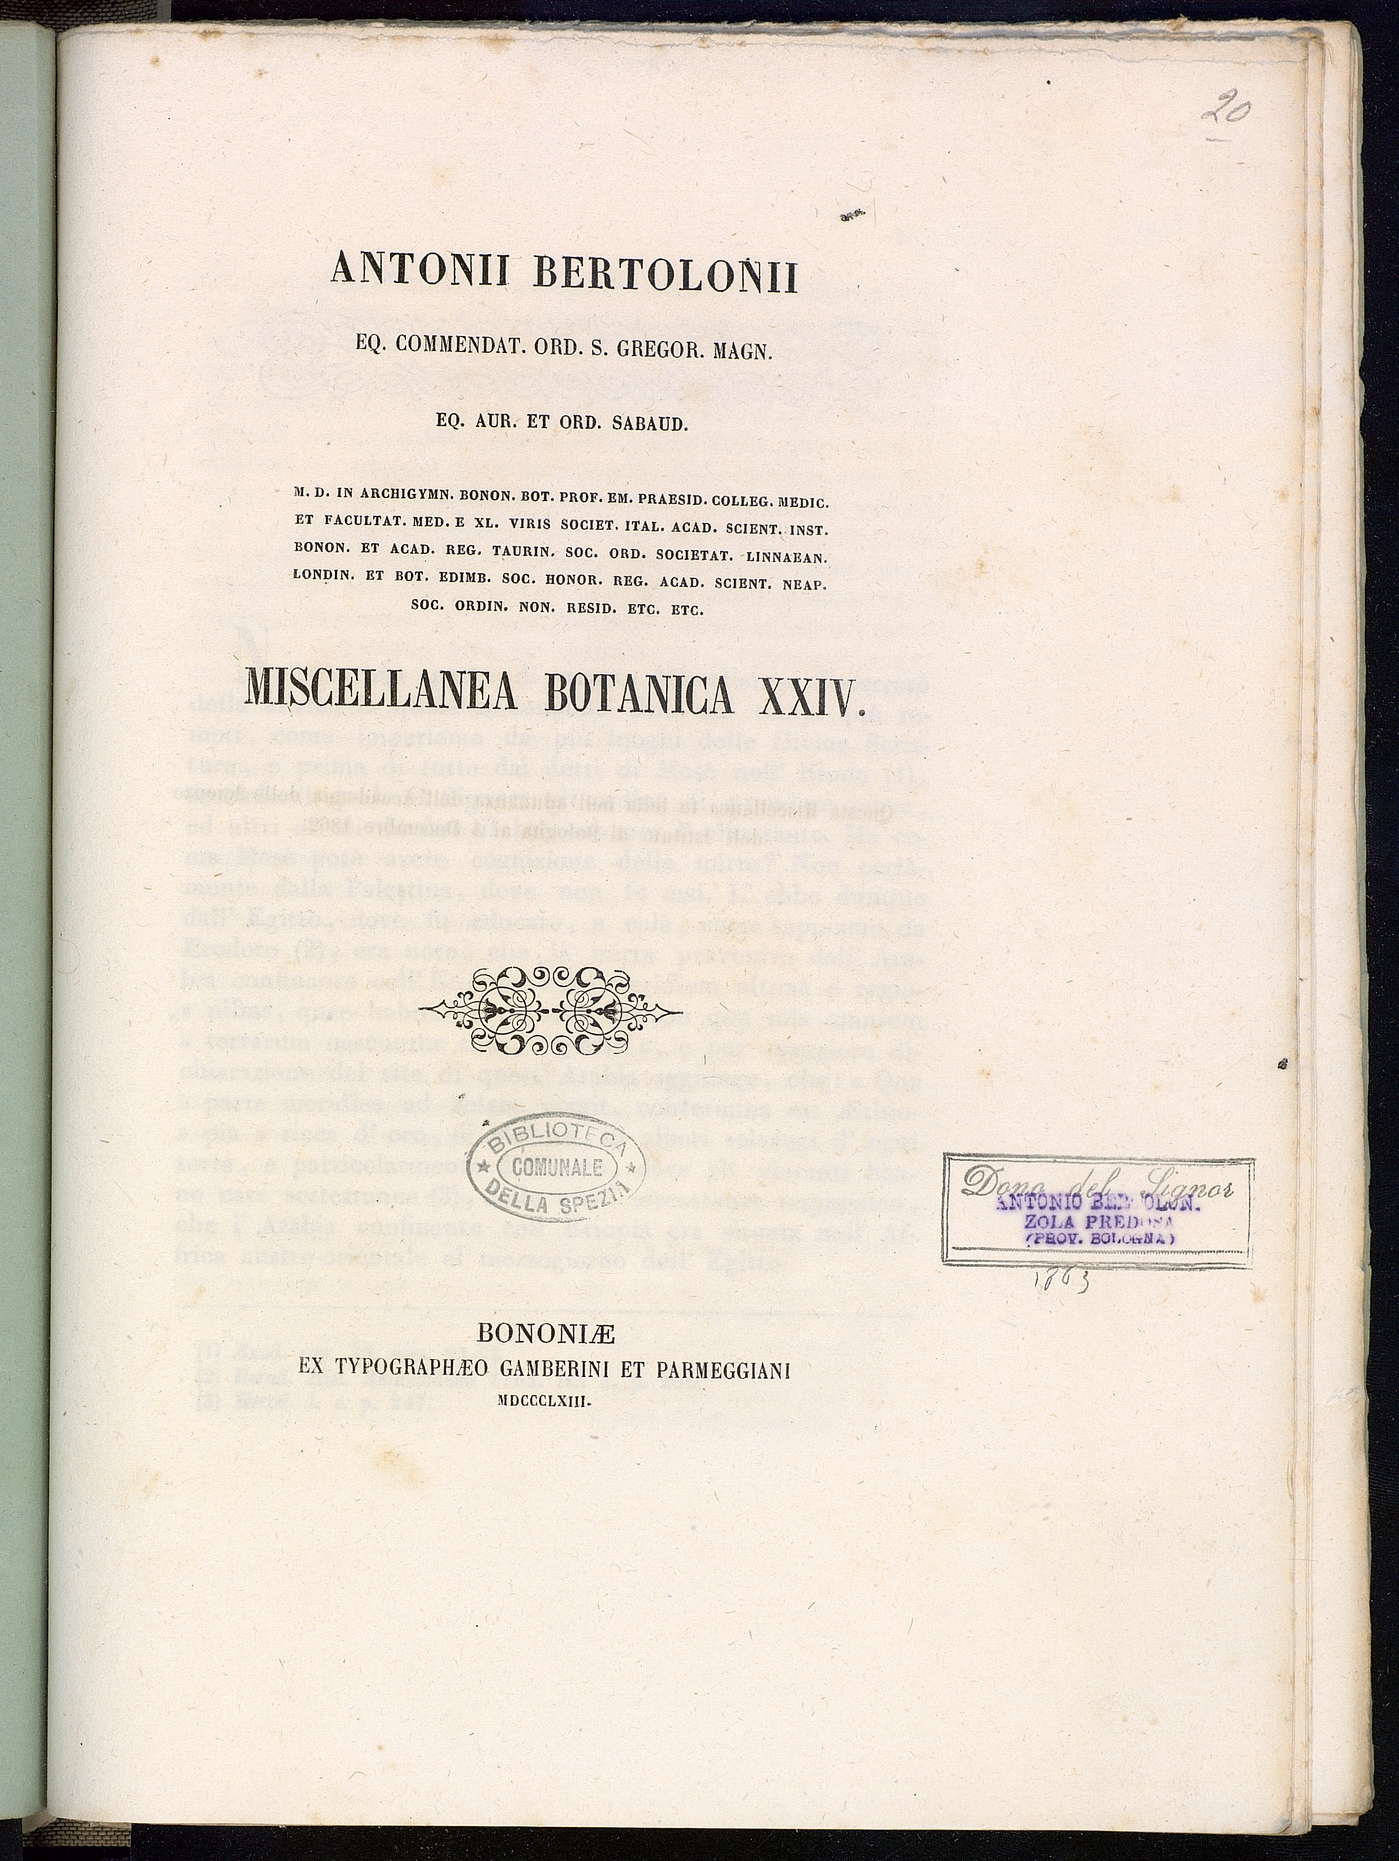 20
ANTONII BERTOLONII
EQ. COMMENDAT. ORD. S. GREGOR. MAGN.
EQ. AUR. ET ORD. SABAUD.
M. D. IN ARCHIGYMN. BONON. BOT. PROF. EM. PRAESID. COLLEG. MEDIC.
ET FACULTAT. MED. E XL. VIRIS SOCIET. ITAL. ACAD. SCIENT. INST.
BONON. ET ACAD. REG. TAURIN. SOC. ORD. SOCIETAT. LINNAEAN.
LONDIN. ET BOT. EDIMB. SOC. HONOR. REG. ACAD. SCIENT. NEAP.
SOC. ORDIN. NON. RESID. ETC. ETC.
MISCELLANEA BOTANICA XXIV.
BIBLIOTECA
COMUNALE
DELLA SPEZIA
Dono del Signor
ANTONIO BERTOLON.
ZOLA PREDOSA
(PROV. BOLOGNA)
1863
BONONIÆ
EX TYPOGRAPHÆO GAMBERINI ET PARMEGGIANI
MDCCCLXIII.